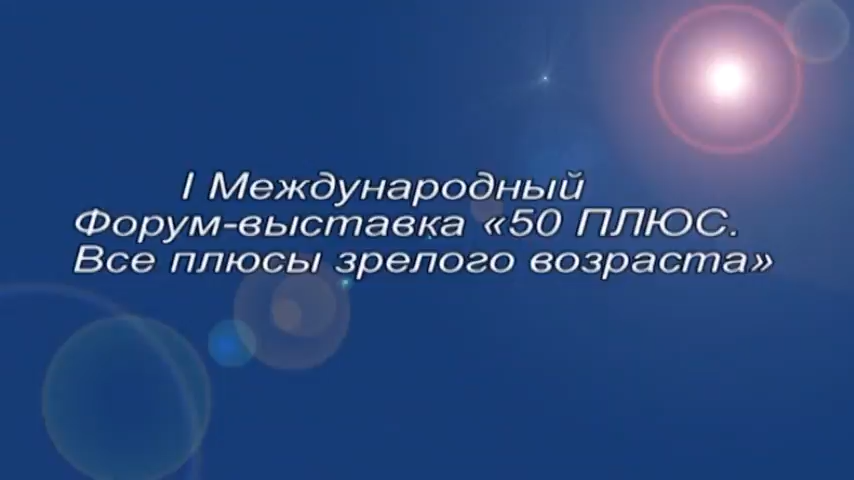 I Международный
Форум-выставка «50 ПЛЮС.
Все плюсы зрелого возраста»